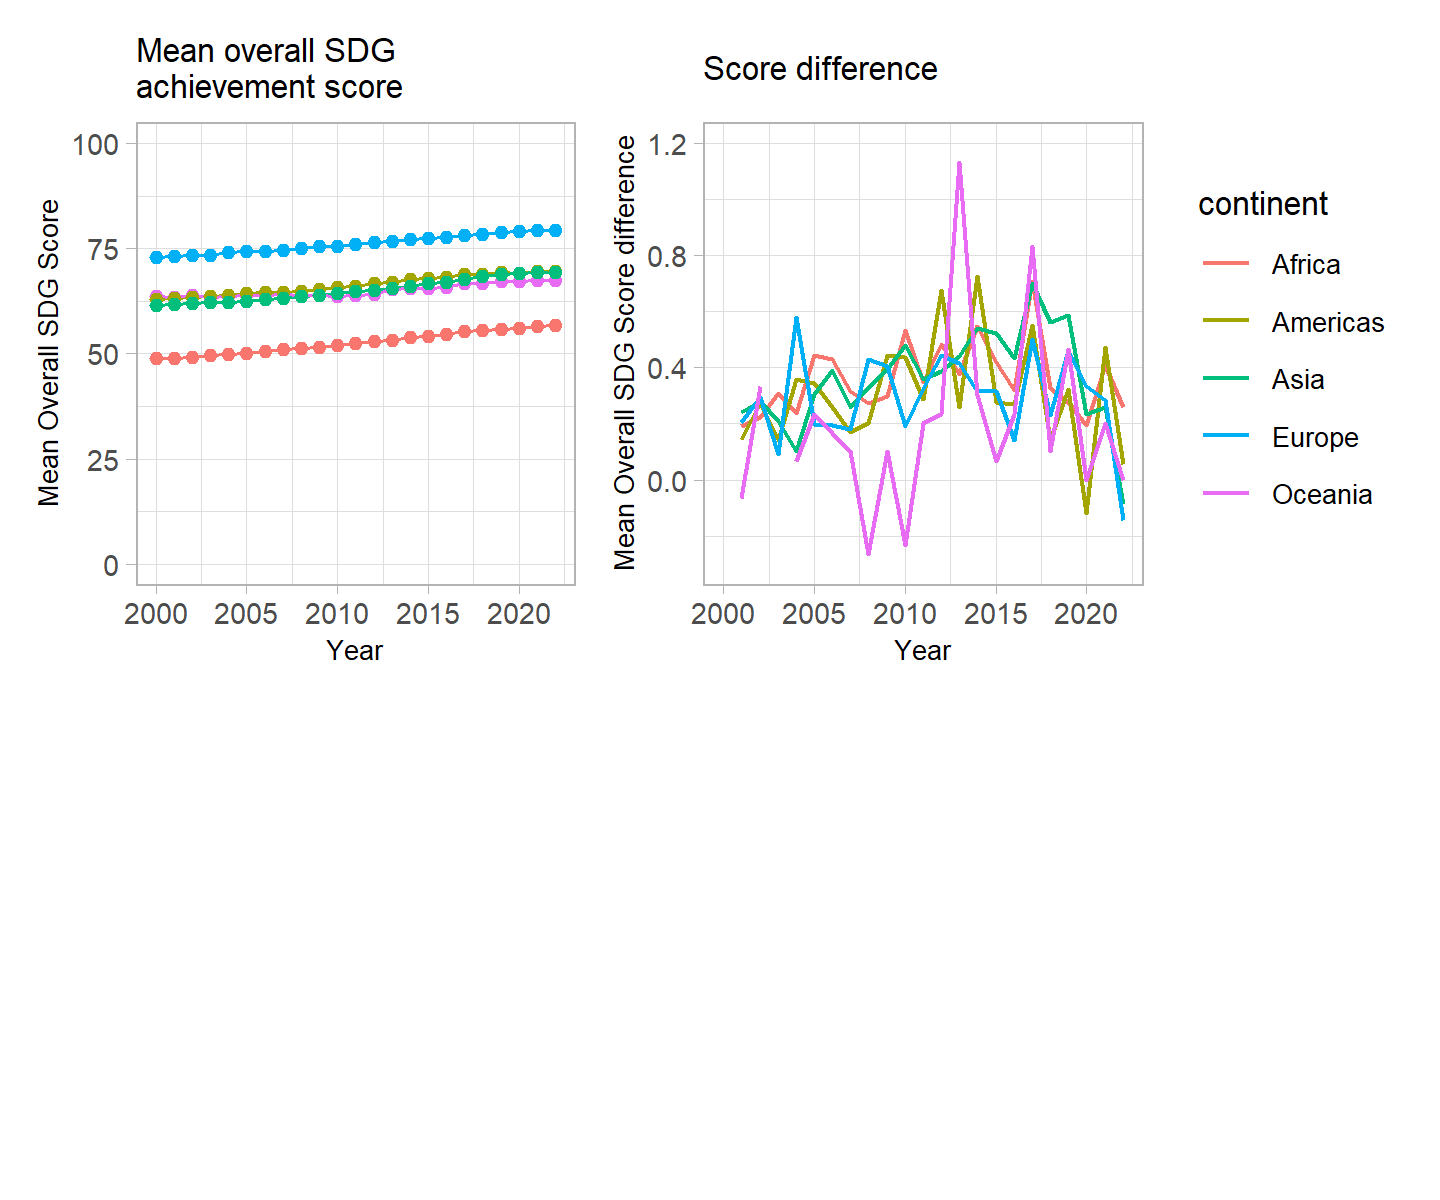 Mean overall SDG
achievement score
Mean Overall SDG Score
100
75
50
25
0
2000 2005 2010 2015 2020
Year
Score difference
Mean Overall SDG Score difference
1.2
0.8
0.4
0.0
2000 2005 2010 2015 2020
Year
continent
Africa
Americas
Asia
Europe
Oceania